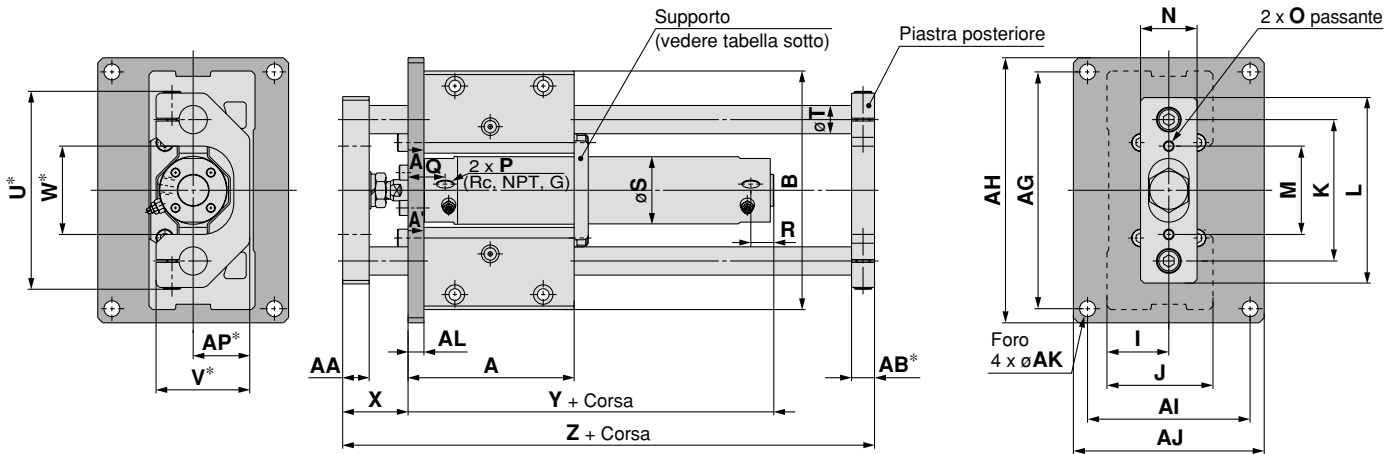 Supporto
(vedere tabella sotto)
Piastra posteriore
N
2 x O passante
U*
W*
AP*
V*
øT
A
Q
2 x P
(Rc, NPT, G)
A'
øS
B
R
AL
AA
A
AB*
X
Y + Corsa
Z + Corsa
AH
AG
M
K
L
Foro
4 x øAK
I
J
AI
AJ